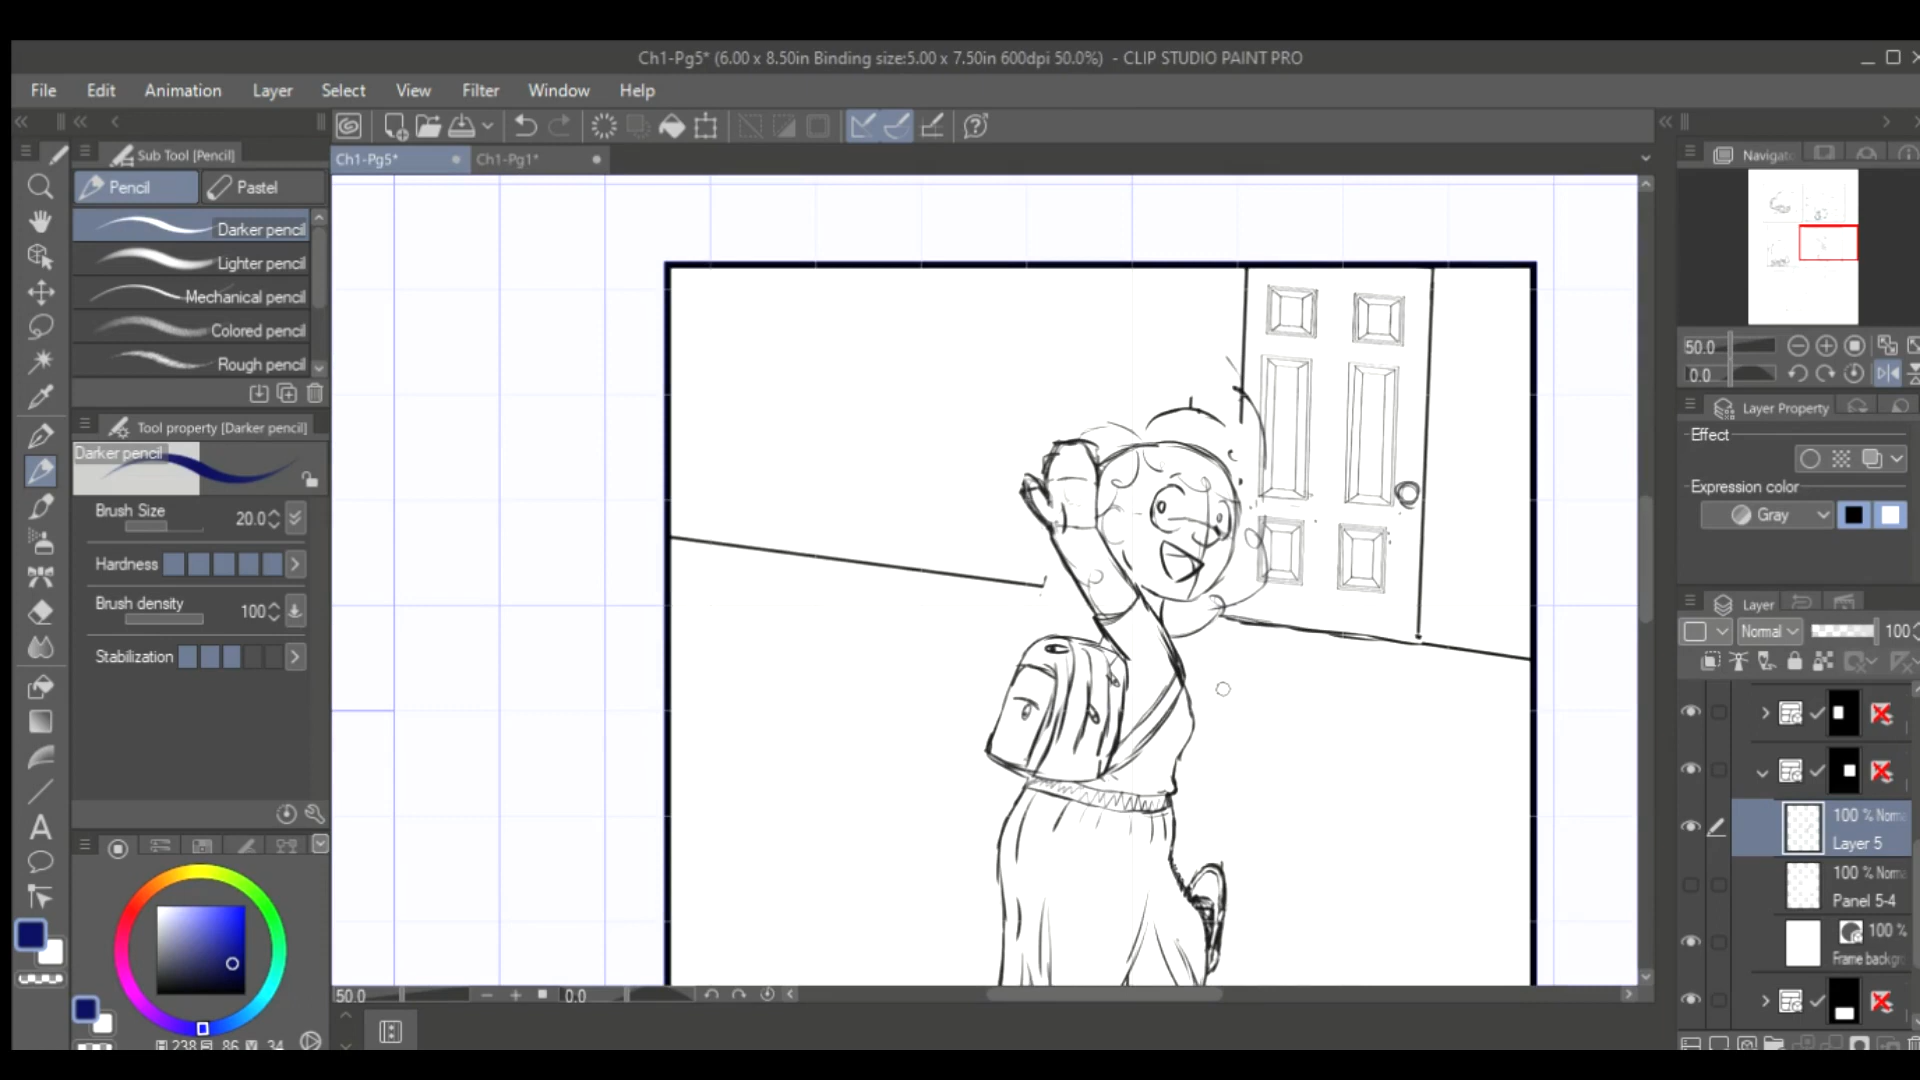 Ch1-Pg5* (6.00 x 8.50in Binding size:5.00 x 7.50in 600dpi 50.0%) - CLIP STUDIO PAINT PRO
File Edit Animation Layer Select View Filter Window Help
Sub Tool [Pencil]
Ch1-Pg5* Ch1-Pg1*
Navigat
Pencil Pastel
Darker pencil
Lighter pencil
Mechanical pencil
Colored pencil
Rough pencil
50.0
0.0
Tool property [Darker pencil]
Darker pencil
Brush Size 20.0
Hardness
Brush density 100
Stabilization
Layer Property
Effect
Expression color
Gray
Layer
Normal 100
100 % Norm
Layer 5
100 % Norm
Panel 5-4
100 %
Frame backgr
50.0 0.0
H 238 S 86 V 34